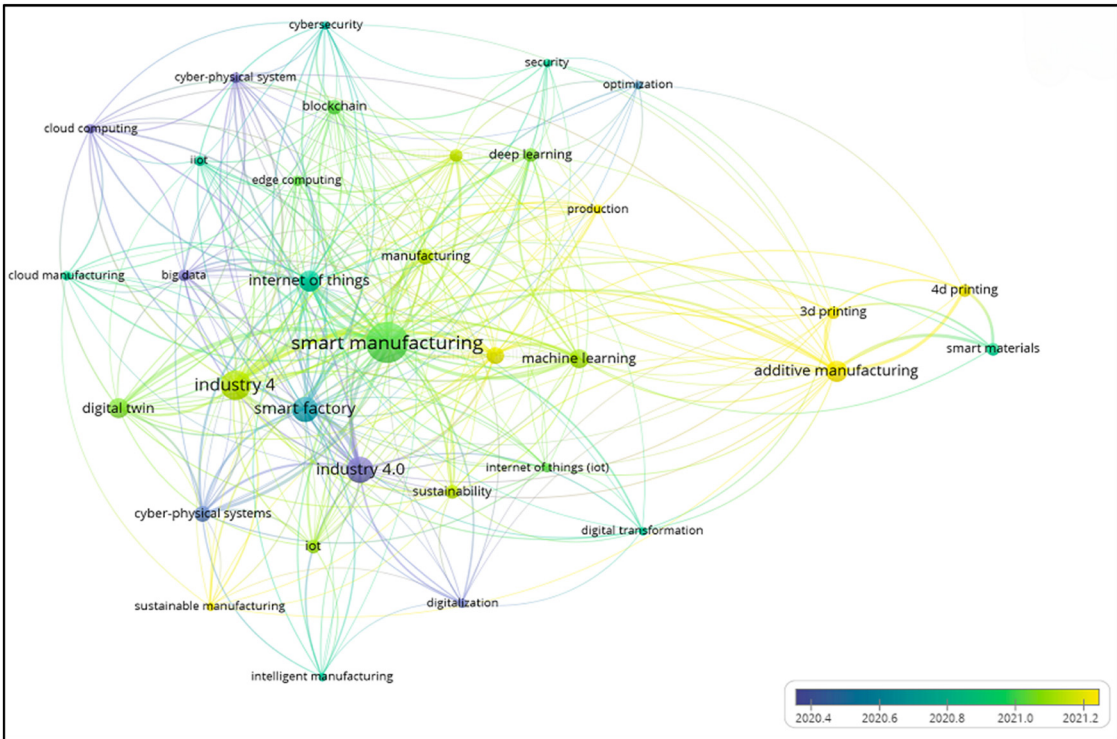 cybersecurity
security
cyber-physical system
optimization
blockchain
cloud computing
deep learning
iiot
edge computing
production
manufacturing
cloud manufacturing
big data
internet of things
4d printing
3d printing
smart manufacturing
smart materials
machine learning
additive manufacturing
industry 4
digital twin
smart factory
industry 4.0
internet of things (iot)
sustainability
cyber-physical systems
digital transformation
iot
sustainable manufacturing
digitalization
intelligent manufacturing
2020.4 2020.6 2020.8 2021.0 2021.2